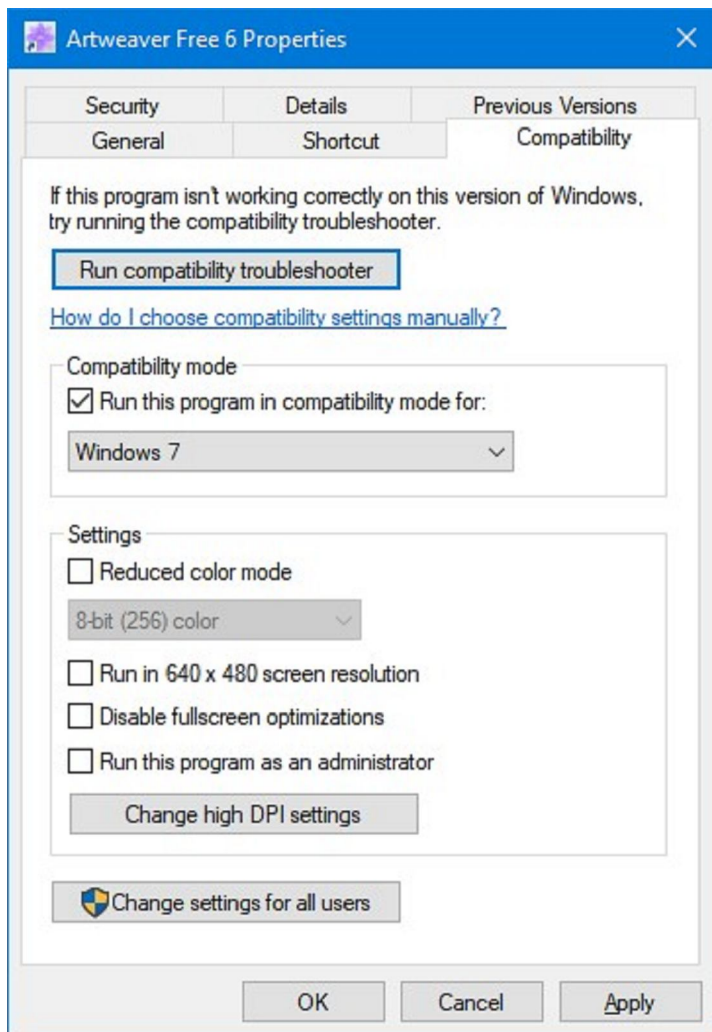 Artweaver Free 6 Properties
Security Details Previous Versions
General Shortcut Compatibility
If this program isn't working correctly on this version of Windows,
try running the compatibility troubleshooter.
Run compatibility troubleshooter
How do I choose compatibility settings manually?
Compatibility mode
Run this program in compatibility mode for:
Windows 7
Settings
Reduced color mode
8-bit (256) color
Run in 640 x 480 screen resolution
Disable fullscreen optimizations
Run this program as an administrator
Change high DPI settings
Change settings for all users
OK Cancel Apply